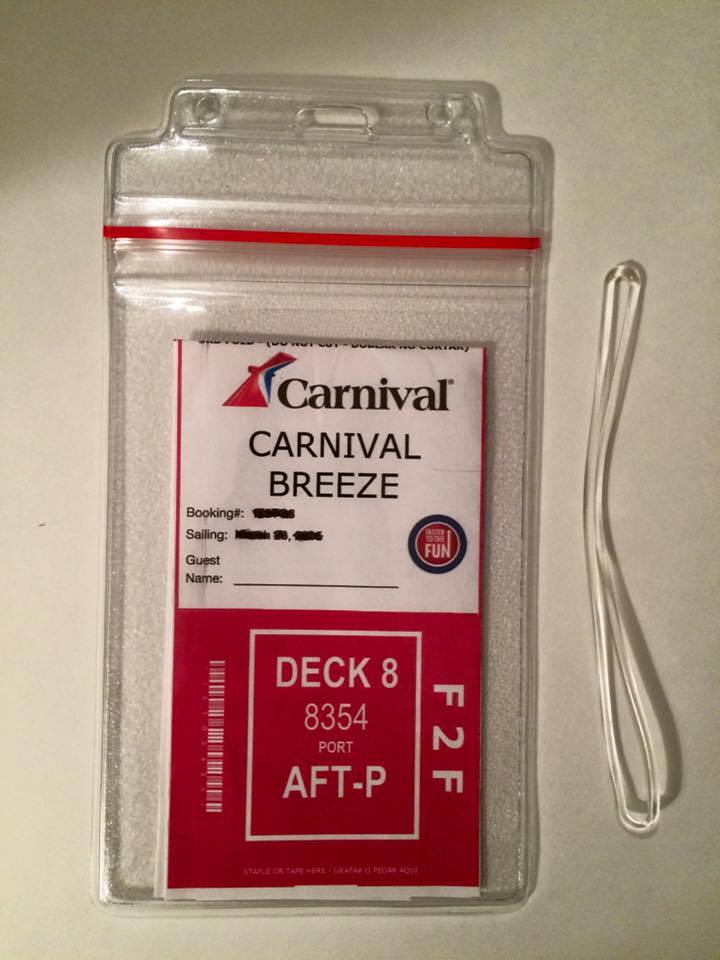 Carnival®
CARNIVAL
BREEZE
Booking#:
Sailing:
Guest
Name:
FASTER
TO THE
FUN
DECK 8
8354
PORT
AFT-P
F2F
STAPLE OR TAPE HERE - GRAPAR O PEGAR AQUI